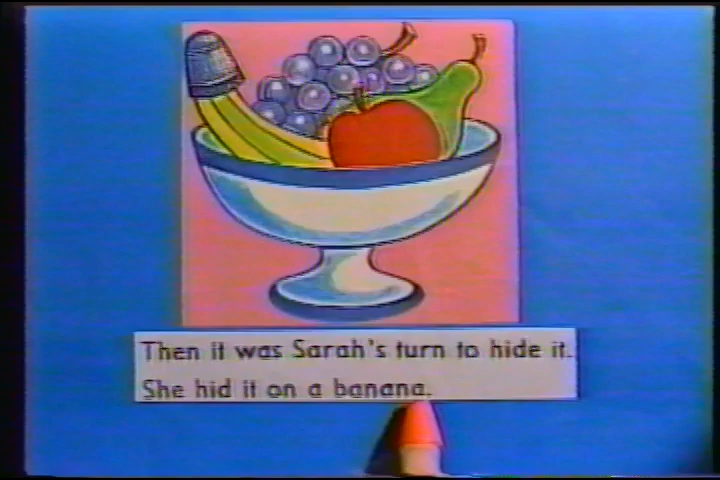 Then it was Sarah's turn to hide it.
She hid it on a banana.